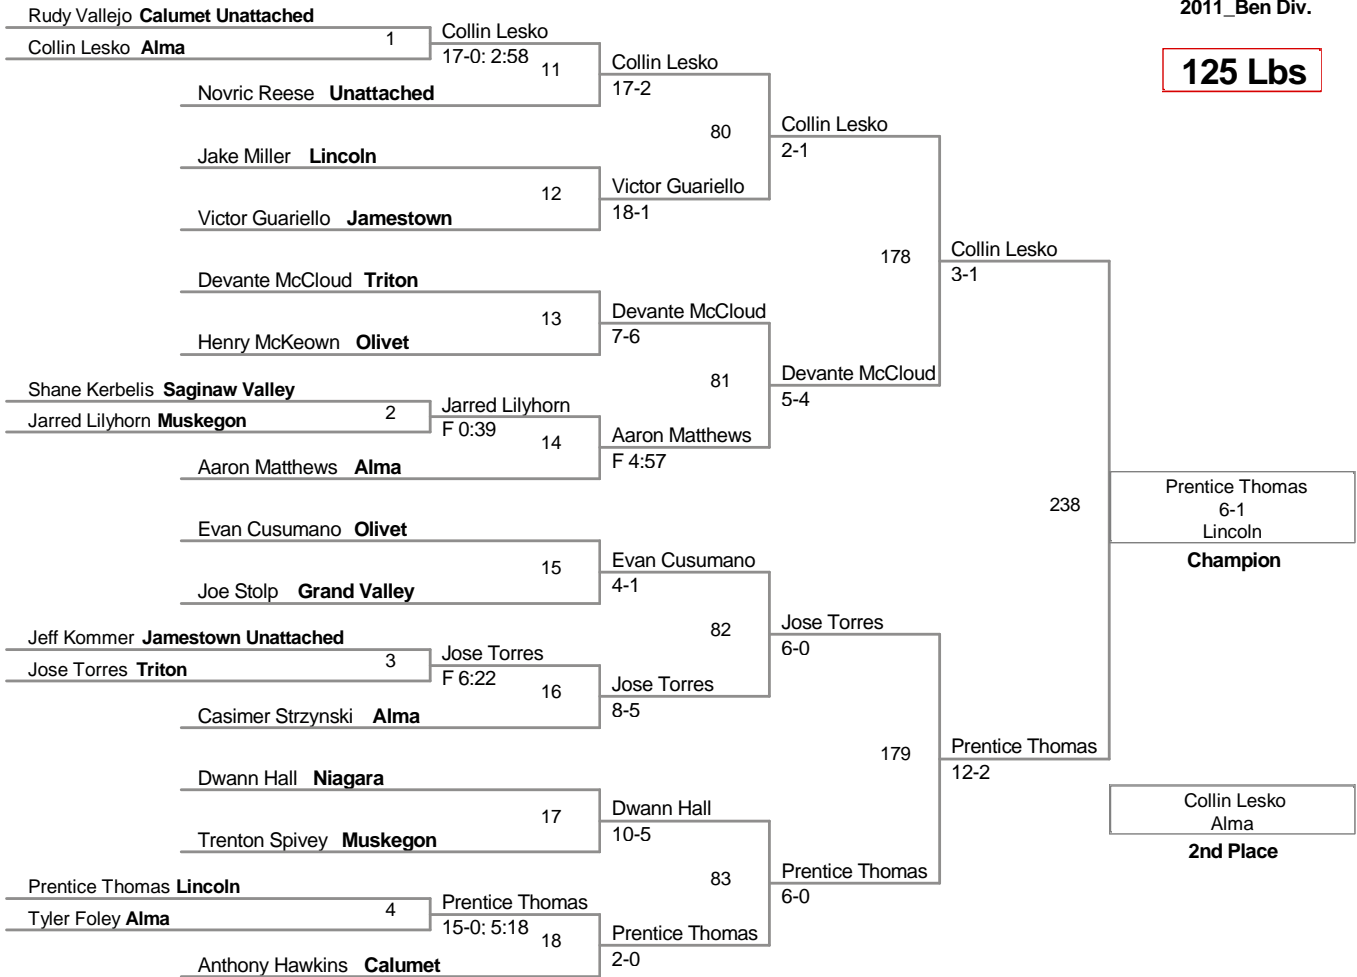 2011_Ben Div.
125 Lbs
Rudy Vallejo Calumet Unattached
Collin Lesko Alma
1
Collin Lesko
17-0: 2:58
11
Novric Reese Unattached
Collin Lesko
17-2
80
Jake Miller Lincoln
12
Victor Guariello Jamestown
Victor Guariello
18-1
Collin Lesko
2-1
178
Devante McCloud Triton
13
Henry McKeown Olivet
Devante McCloud
7-6
81
Shane Kerbelis Saginaw Valley
Jarred Lilyhorn Muskegon
2
Jarred Lilyhorn
F 0:39
14
Aaron Matthews Alma
Aaron Matthews
F 4:57
Devante McCloud
5-4
Collin Lesko
3-1
238
Evan Cusumano Olivet
15
Joe Stolp Grand Valley
Evan Cusumano
4-1
82
Jeff Kommer Jamestown Unattached
Jose Torres Triton
3
Jose Torres
F 6:22
16
Casimer Strzynski Alma
Jose Torres
8-5
Jose Torres
6-0
179
Dwann Hall Niagara
17
Trenton Spivey Muskegon
Dwann Hall
10-5
83
Prentice Thomas Lincoln
Tyler Foley Alma
4
Prentice Thomas
15-0: 5:18
18
Anthony Hawkins Calumet
Prentice Thomas
2-0
Prentice Thomas
6-0
Prentice Thomas
12-2
Prentice Thomas
6-1
Lincoln
Champion
Collin Lesko
Alma
2nd Place